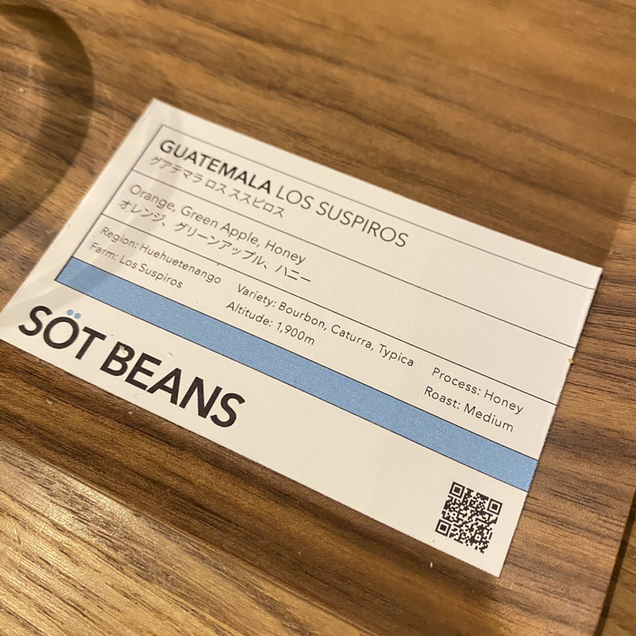 GUATEMALA LOS SUSPIROS
グアテマラ ロス ススピロス
Orange, Green Apple, Honey
オレンジ、グリーンアップル、ハニー
Region: Huehuetenango
Farm: Los Suspiros
Variety: Bourbon, Caturra, Typica
Altitude: 1,900m
Process: Honey
Roast: Medium
SÖT BEANS